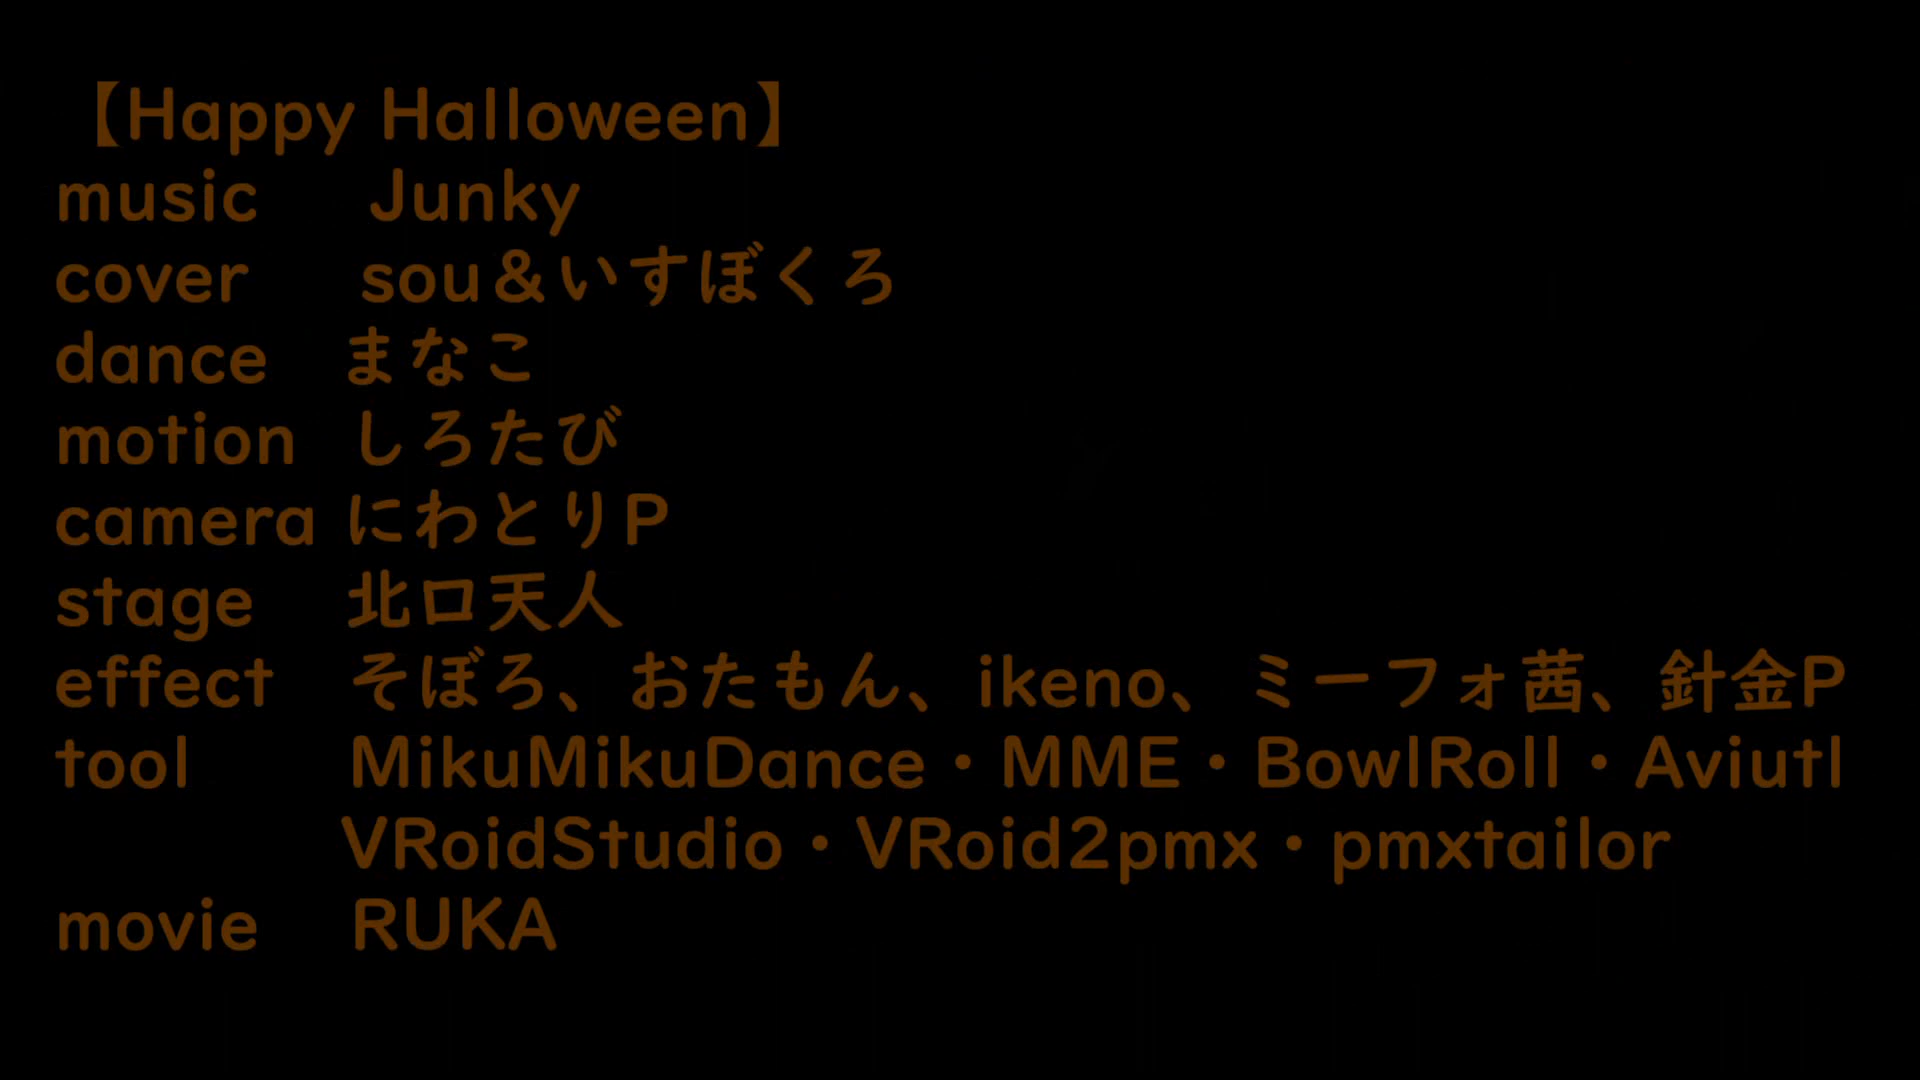 【Happy Halloween】
music Junky
cover sou＆いすぼくろ
dance まなこ
motion しろたび
camera にわとりP
stage 北口天人
effect そぼろ、おたもん、ikeno、ミーフォ茜、針金P
tool MikuMikuDance・MME・BowlRoll・Aviutl
VRoidStudio・VRoid2pmx・pmxtailor
movie RUKA